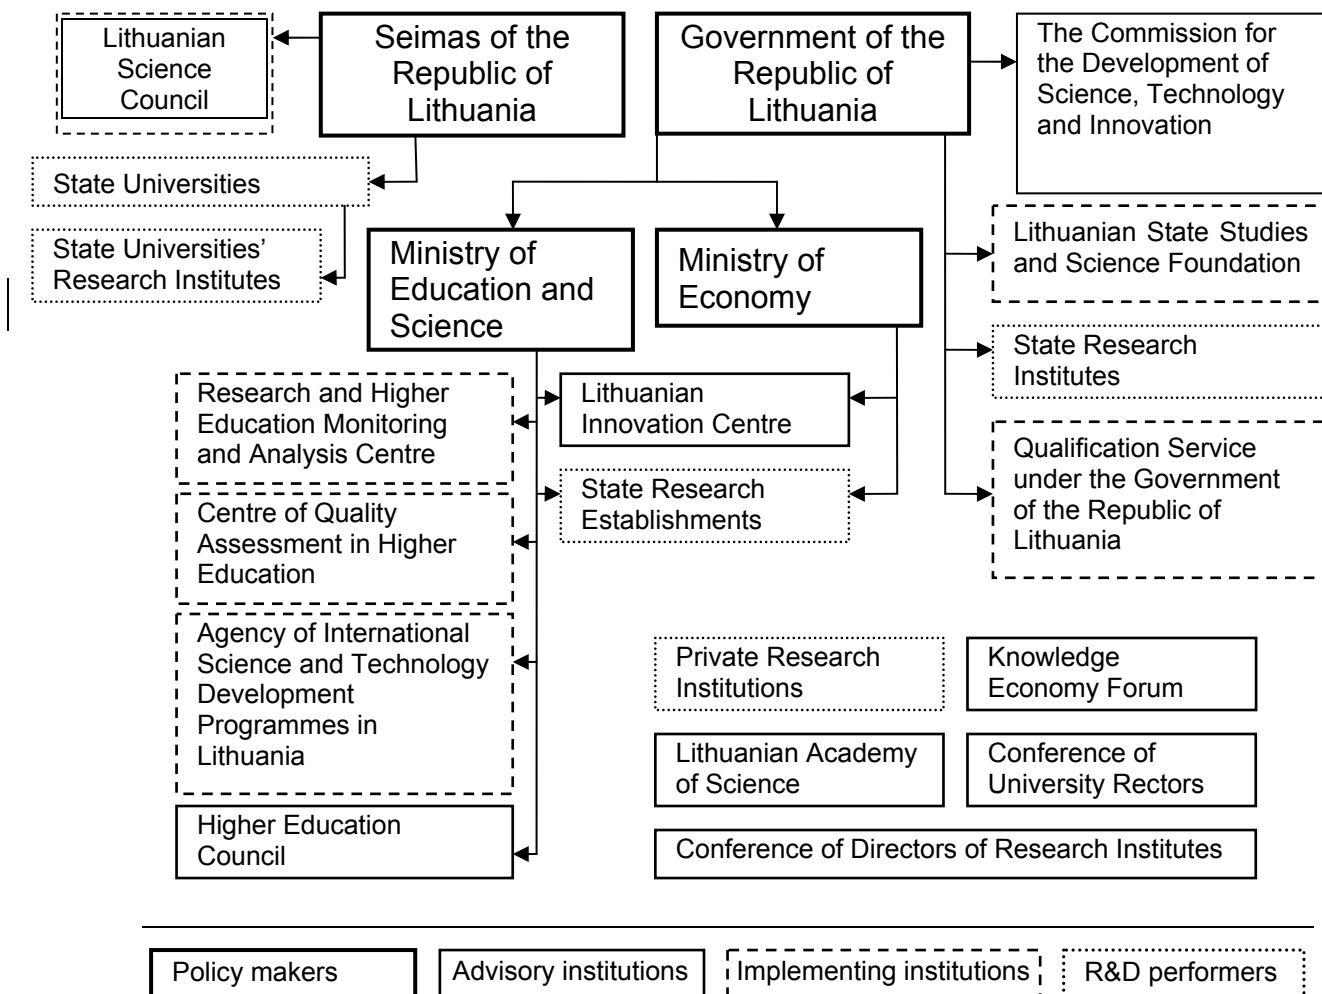 Lithuanian
Science
Council
Seimas of the
Republic of
Lithuania
Government of the
Republic of
Lithuania
The Commission for
the Development of
Science, Technology
and Innovation
State Universities
State Universities’
Research Institutes
Ministry of
Education and
Science
Ministry of
Economy
Lithuanian State Studies
and Science Foundation
State Research
Institutes
Qualification Service
under the Government
of the Republic of
Lithuania
Research and Higher
Education Monitoring
and Analysis Centre
Lithuanian
Innovation Centre
State Research
Establishments
Centre of Quality
Assessment in Higher
Education
Agency of International
Science and Technology
Development
Programmes in
Lithuania
Higher Education
Council
Private Research
Institutions
Knowledge
Economy Forum
Lithuanian Academy
of Science
Conference of
University Rectors
Conference of Directors of Research Institutes
Policy makers
Advisory institutions
Implementing institutions
R&D performers